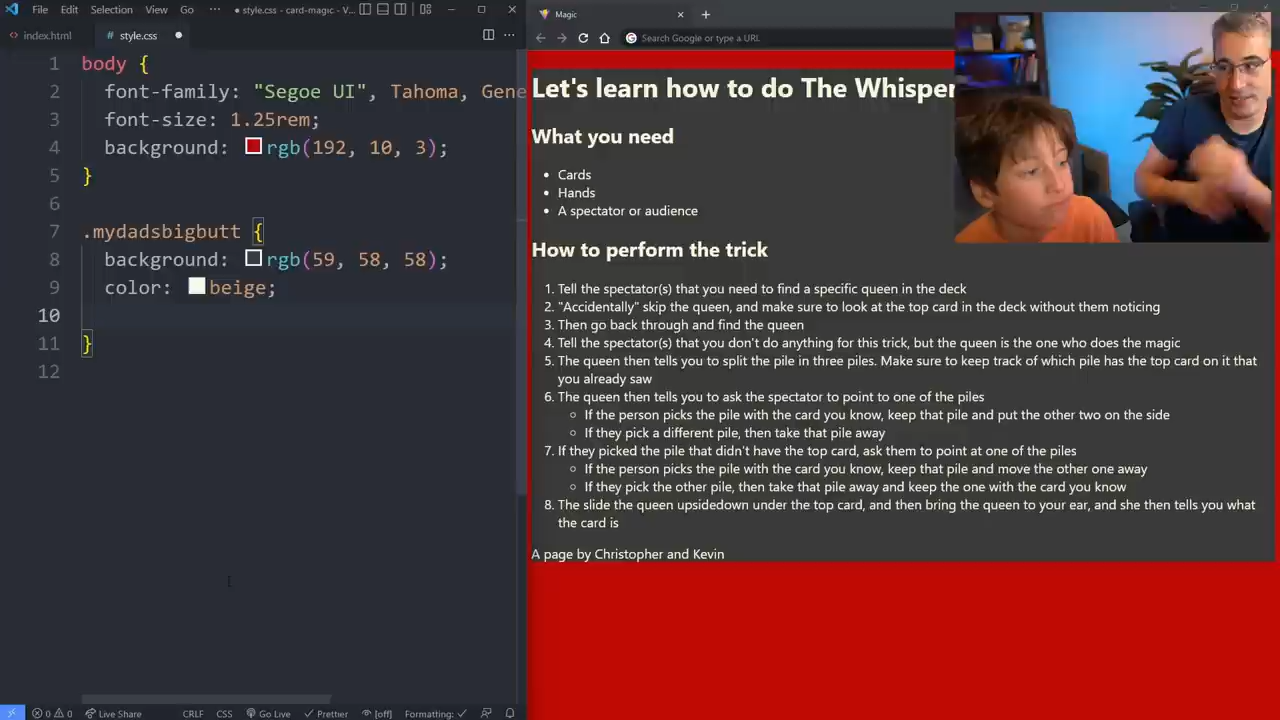 File Edit Selection View Go ··· ● style.css - card-magic - V...
index.html style.css ●
1 body {
2 font-family: "Segoe UI", Tahoma, Gene
3 font-size: 1.25rem;
4 background: rgb(192, 10, 3);
5 }
6
7 .mydadsbigbutt {
8 background: rgb(59, 58, 58);
9 color: beige;
10
11 }
12
0 0 Live Share CRLF CSS Go Live Prettier [off] Formatting:
Magic
Search Google or type a URL
Let's learn how to do The Whisper
What you need
• Cards
• Hands
• A spectator or audience
How to perform the trick
1. Tell the spectator(s) that you need to find a specific queen in the deck
2. "Accidentally" skip the queen, and make sure to look at the top card in the deck without them noticing
3. Then go back through and find the queen
4. Tell the spectator(s) that you don't do anything for this trick, but the queen is the one who does the magic
5. The queen then tells you to split the pile in three piles. Make sure to keep track of which pile has the top card on it that
you already saw
6. The queen then tells you to ask the spectator to point to one of the piles
◦ If the person picks the pile with the card you know, keep that pile and put the other two on the side
◦ If they pick a different pile, then take that pile away
7. If they picked the pile that didn't have the top card, ask them to point at one of the piles
◦ If the person picks the pile with the card you know, keep that pile and move the other one away
◦ If they pick the other pile, then take that pile away and keep the one with the card you know
8. The slide the queen upsidedown under the top card, and then bring the queen to your ear, and she then tells you what
the card is
A page by Christopher and Kevin